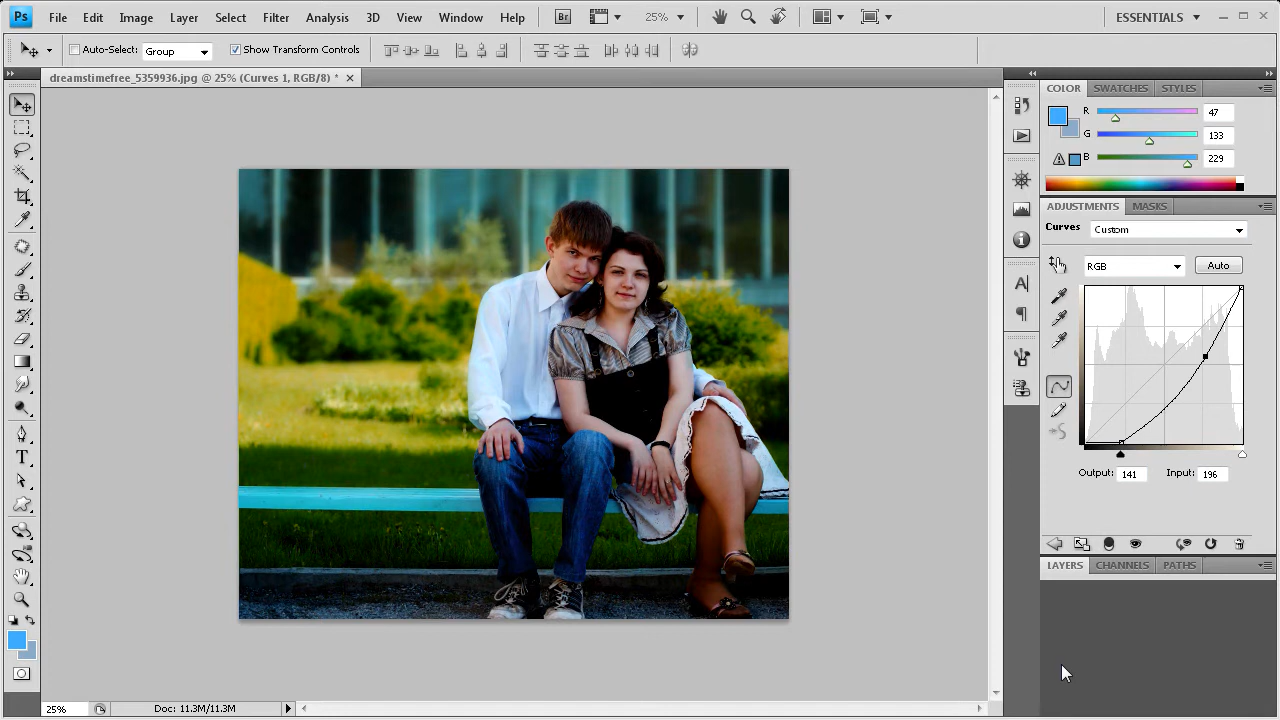 Ps File Edit Image Layer Select Filter Analysis 3D View Window Help Br 25% ESSENTIALS
Auto-Select: Group Show Transform Controls
dreamstimefree_5359936.jpg @ 25% (Curves 1, RGB/8) *
COLOR SWATCHES STYLES
R 47
G 133
B 229
ADJUSTMENTS MASKS
Curves Custom
RGB Auto
Output: 141 Input: 196
LAYERS CHANNELS PATHS
25% Doc: 11.3M/11.3M